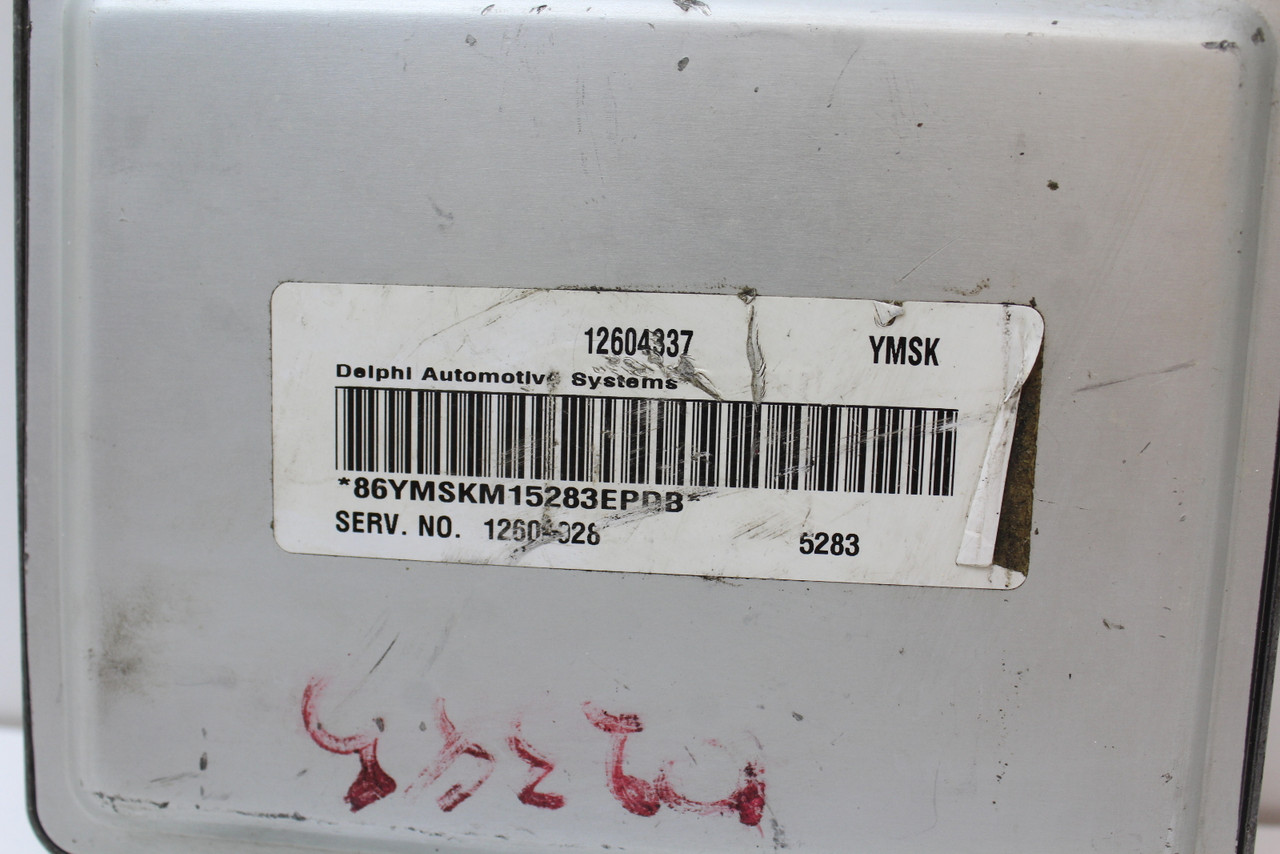 12604337 YMSK
Delphi Automotive Systems
*86YMSKM15283EPDB*
SERV. NO. 5283